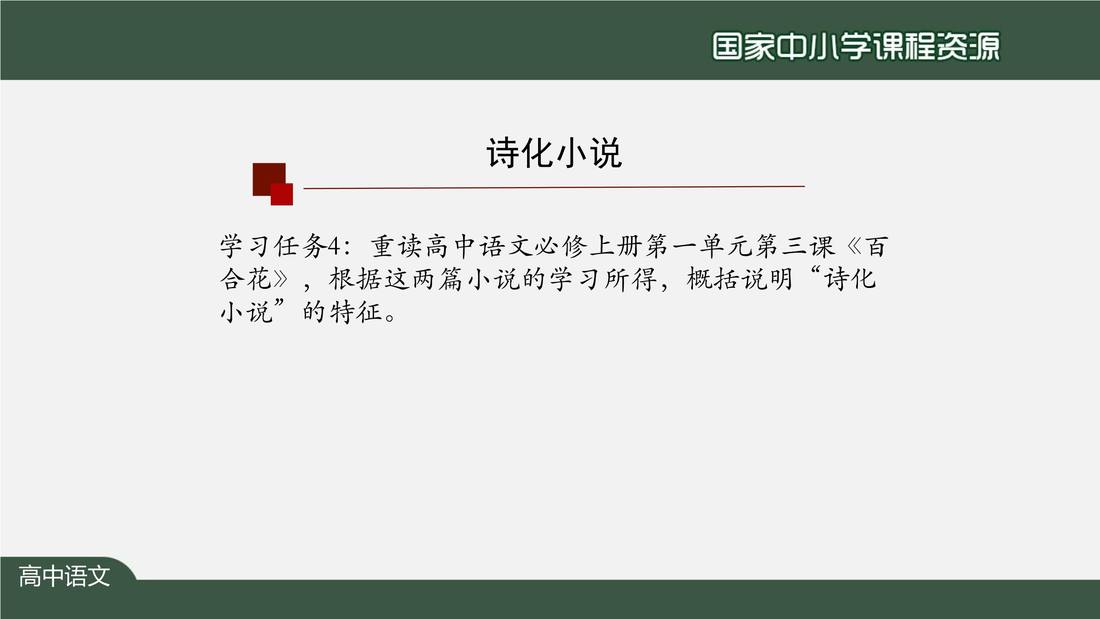 国家中小学课程资源
诗化小说
学习任务4：重读高中语文必修上册第一单元第三课《百
合花》，根据这两篇小说的学习所得，概括说明“诗化
小说”的特征。
高中语文